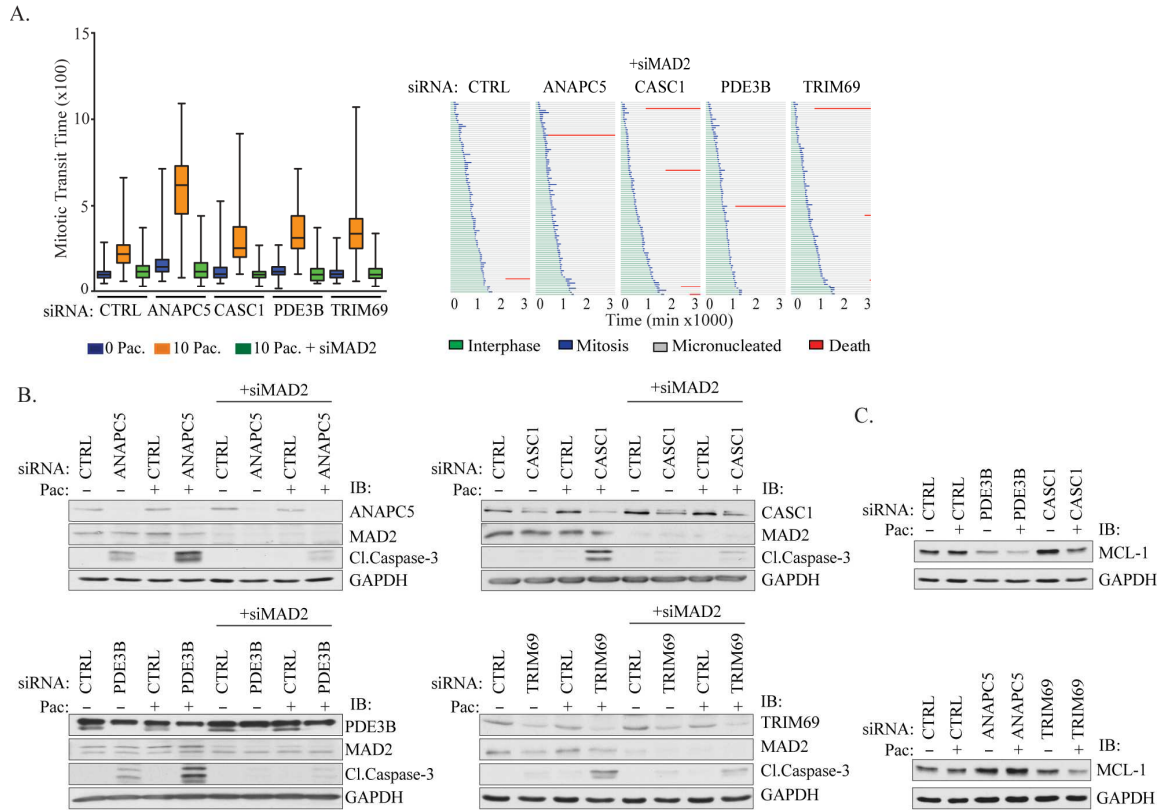 A.
Mitotic Transit Time (x100)
15
10
5
0
siRNA: CTRL ANAPC5 CASC1 PDE3B TRIM69
0 Pac. 10 Pac. 10 Pac. + siMAD2
+siMAD2
siRNA: CTRL ANAPC5 CASC1 PDE3B TRIM69
0 1 2 3 0 1 2 3 0 1 2 3 0 1 2 3 0 1 2 3
Time (min x1000)
Interphase Mitosis Micronucleated Death
B.
+siMAD2
siRNA: CTRL ANAPC5 CTRL ANAPC5 CTRL ANAPC5 CTRL ANAPC5
Pac: – – + + – – + + IB:
ANAPC5
MAD2
Cl.Caspase-3
GAPDH
+siMAD2
siRNA: CTRL CASC1 CTRL CASC1 CTRL CASC1 CTRL CASC1
Pac: – – + + – – + + IB:
CASC1
MAD2
Cl.Caspase-3
GAPDH
+siMAD2
siRNA: CTRL PDE3B CTRL PDE3B CTRL PDE3B CTRL PDE3B
Pac: – – + + – – + + IB:
PDE3B
MAD2
Cl.Caspase-3
GAPDH
+siMAD2
siRNA: CTRL TRIM69 CTRL TRIM69 CTRL TRIM69 CTRL TRIM69
Pac: – – + + – – + + IB:
TRIM69
MAD2
Cl.Caspase-3
GAPDH
C.
siRNA: CTRL CTRL PDE3B PDE3B CASC1 CASC1
Pac: – + – + – + IB:
MCL-1
GAPDH
siRNA: CTRL CTRL ANAPC5 ANAPC5 TRIM69 TRIM69
Pac: – + – + – + IB:
MCL-1
GAPDH